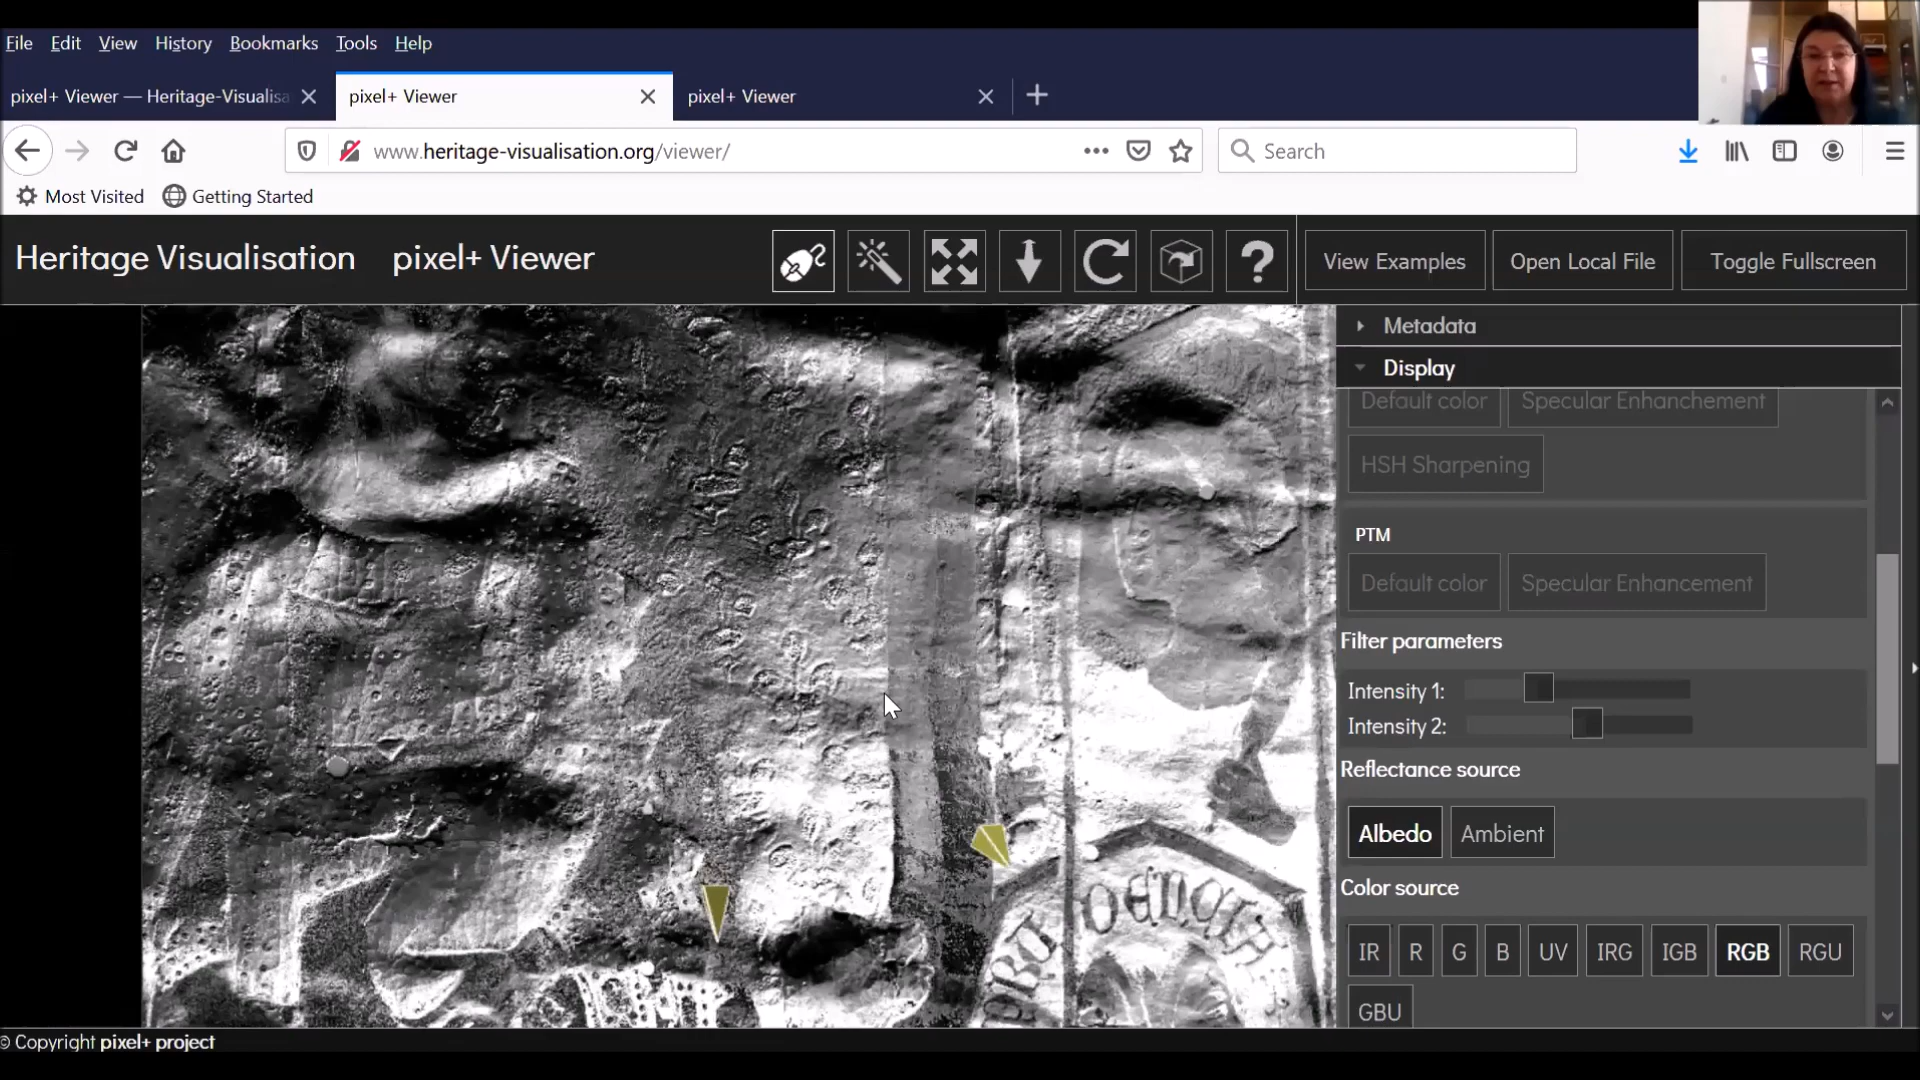 File Edit View History Bookmarks Tools Help
pixel+ Viewer — Heritage-Visualisa
pixel+ Viewer
pixel+ Viewer
www.heritage-visualisation.org/viewer/
Search
Most Visited
Getting Started
Heritage Visualisation pixel+ Viewer
?
View Examples
Open Local File
Toggle Fullscreen
Metadata
Display
Default color
Specular Enhanchement
HSH Sharpening
PTM
Default color
Specular Enhancement
Filter parameters
Intensity 1:
Intensity 2:
Reflectance source
Albedo
Ambient
Color source
IR R G B UV IRG IGB RGB RGU
GBU
© Copyright pixel+ project